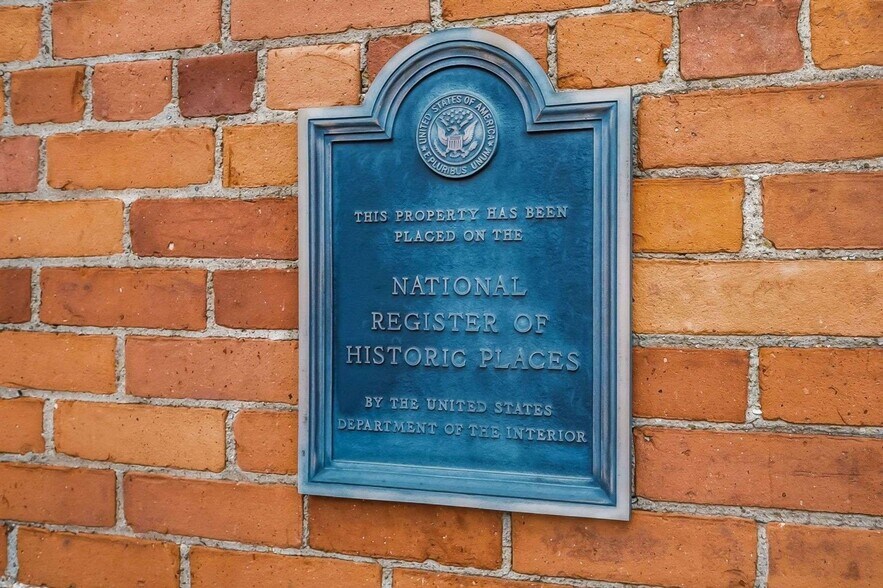 UNITED STATES OF AMERICA
E PLURIBUS UNUM
THIS PROPERTY HAS BEEN
PLACED ON THE
NATIONAL
REGISTER OF
HISTORIC PLACES
BY THE UNITED STATES
DEPARTMENT OF THE INTERIOR